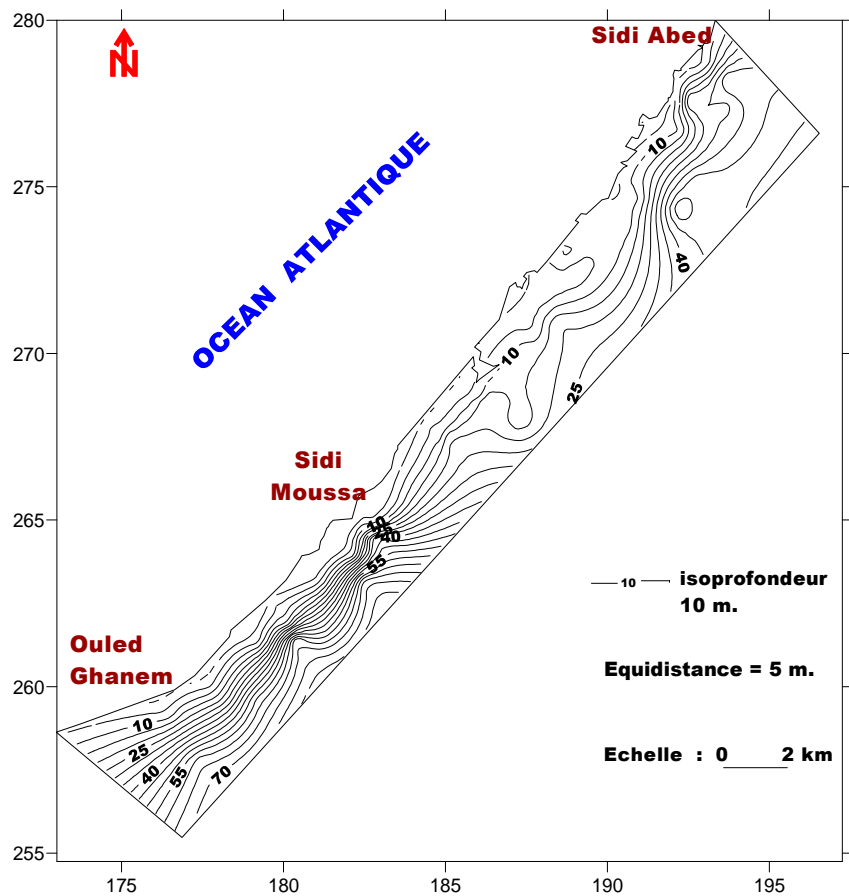 280
275
270
265
260
255
175
180
185
190
195
N
Sidi Abed
OCEAN ATLANTIQUE
10
40
10
25
Sidi
Moussa
10
25
40
55
10 isoprofondeur
10 m.
Ouled
Ghanem
Equidistance = 5 m.
10
25
40
55
70
Echelle : 0 2 km